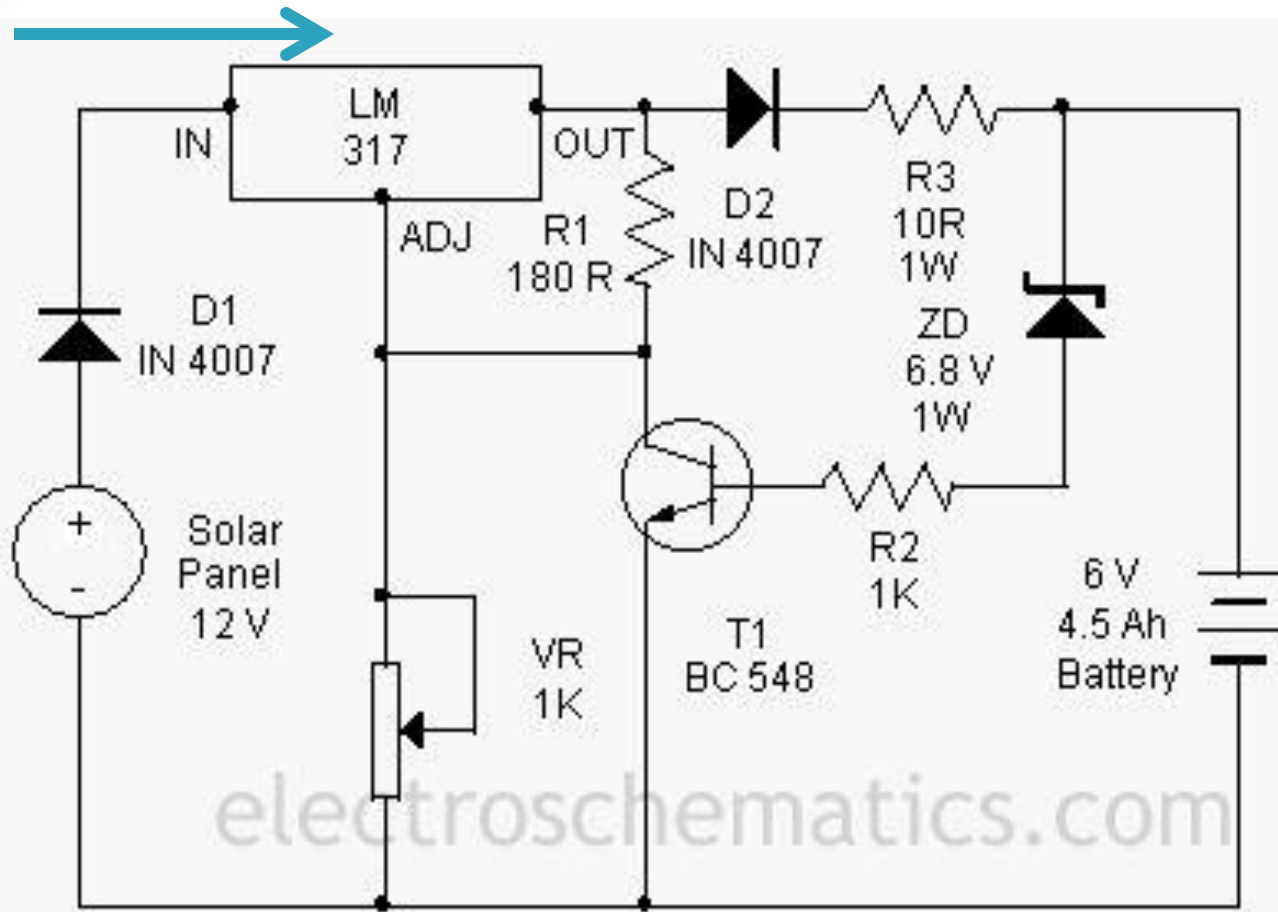 LM
317
IN
OUT
ADJ
R1
180 R
D2
IN 4007
R3
10R
1W
D1
IN 4007
ZD
6.8 V
1W
+
-
Solar
Panel
12 V
R2
1K
VR
1K
T1
BC 548
6 V
4.5 Ah
Battery
electroschematics.com